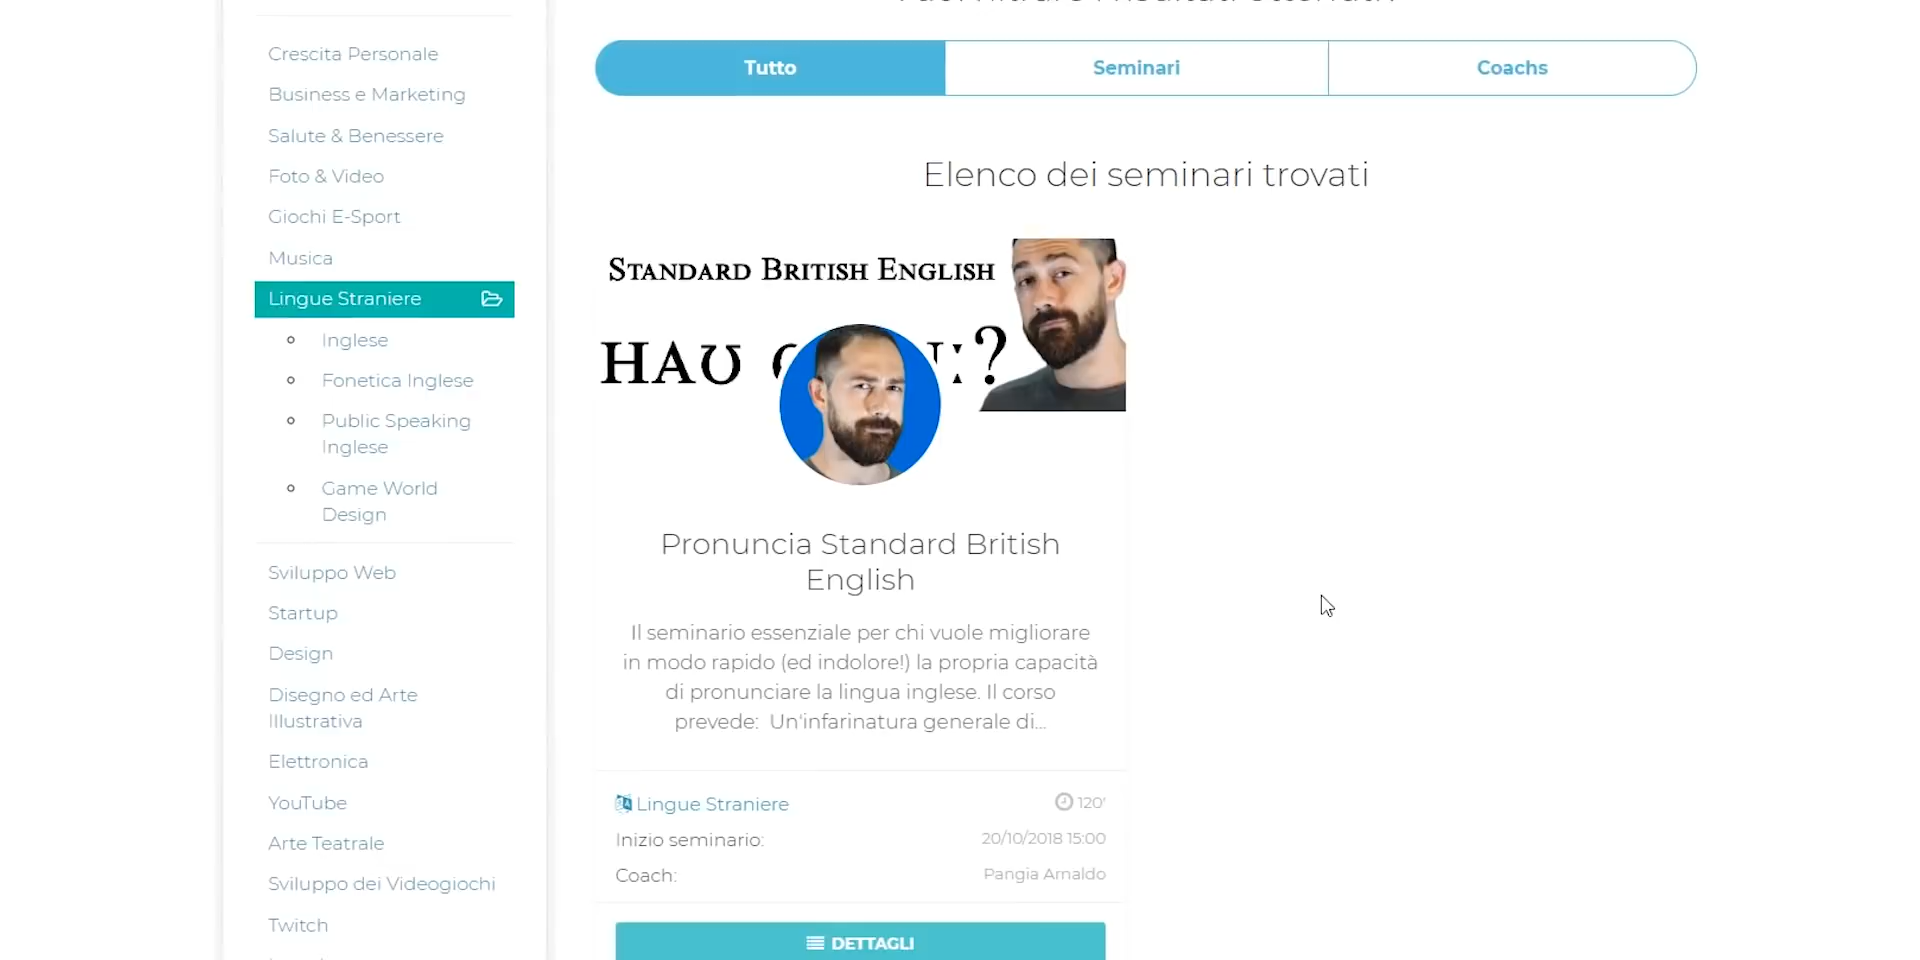 Crescita Personale
Business e Marketing
Salute & Benessere
Foto & Video
Giochi E-Sport
Musica
Lingue Straniere
Inglese
Fonetica Inglese
Public Speaking
Inglese
Game World
Design
Sviluppo Web
Startup
Design
Disegno ed Arte
Illustrativa
Elettronica
YouTube
Arte Teatrale
Sviluppo dei Videogiochi
Twitch
Tutto
Seminari
Coachs
Elenco dei seminari trovati
STANDARD BRITISH ENGLISH
HAƱ
ː?
Pronuncia Standard British
English
Il seminario essenziale per chi vuole migliorare
in modo rapido (ed indolore!) la propria capacità
di pronunciare la lingua inglese. Il corso
prevede: Un'infarinatura generale di...
Lingue Straniere
120'
Inizio seminario:
20/10/2018 15:00
Coach:
Pangia Arnaldo
DETTAGLI